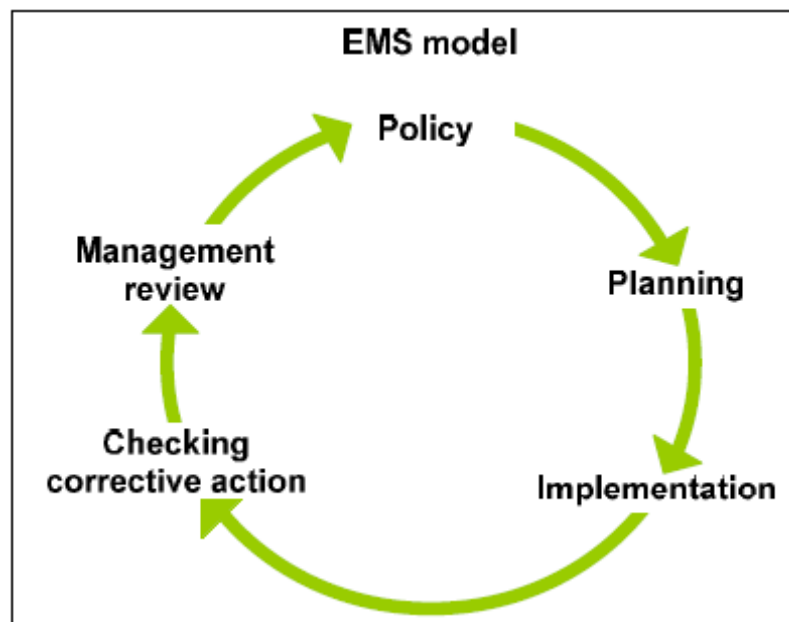 EMS model
Policy
Planning
Implementation
Checking
corrective action
Management
review